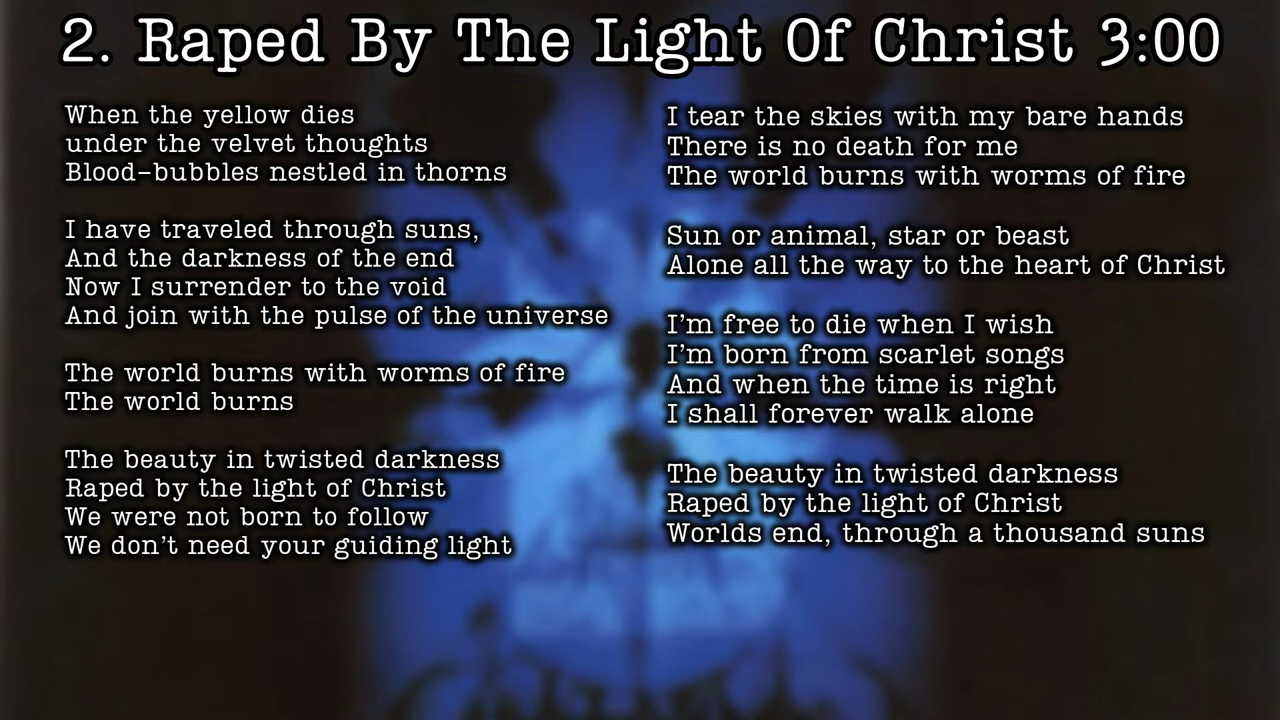 2. Raped By The Light Of Christ 3:00
When the yellow dies
under the velvet thoughts
Blood-bubbles nestled in thorns
I have traveled through suns,
And the darkness of the end
Now I surrender to the void
And join with the pulse of the universe
The world burns with worms of fire
The world burns
The beauty in twisted darkness
Raped by the light of Christ
We were not born to follow
We don't need your guiding light
I tear the skies with my bare hands
There is no death for me
The world burns with worms of fire
Sun or animal, star or beast
Alone all the way to the heart of Christ
I'm free to die when I wish
I'm born from scarlet songs
And when the time is right
I shall forever walk alone
The beauty in twisted darkness
Raped by the light of Christ
Worlds end, through a thousand suns